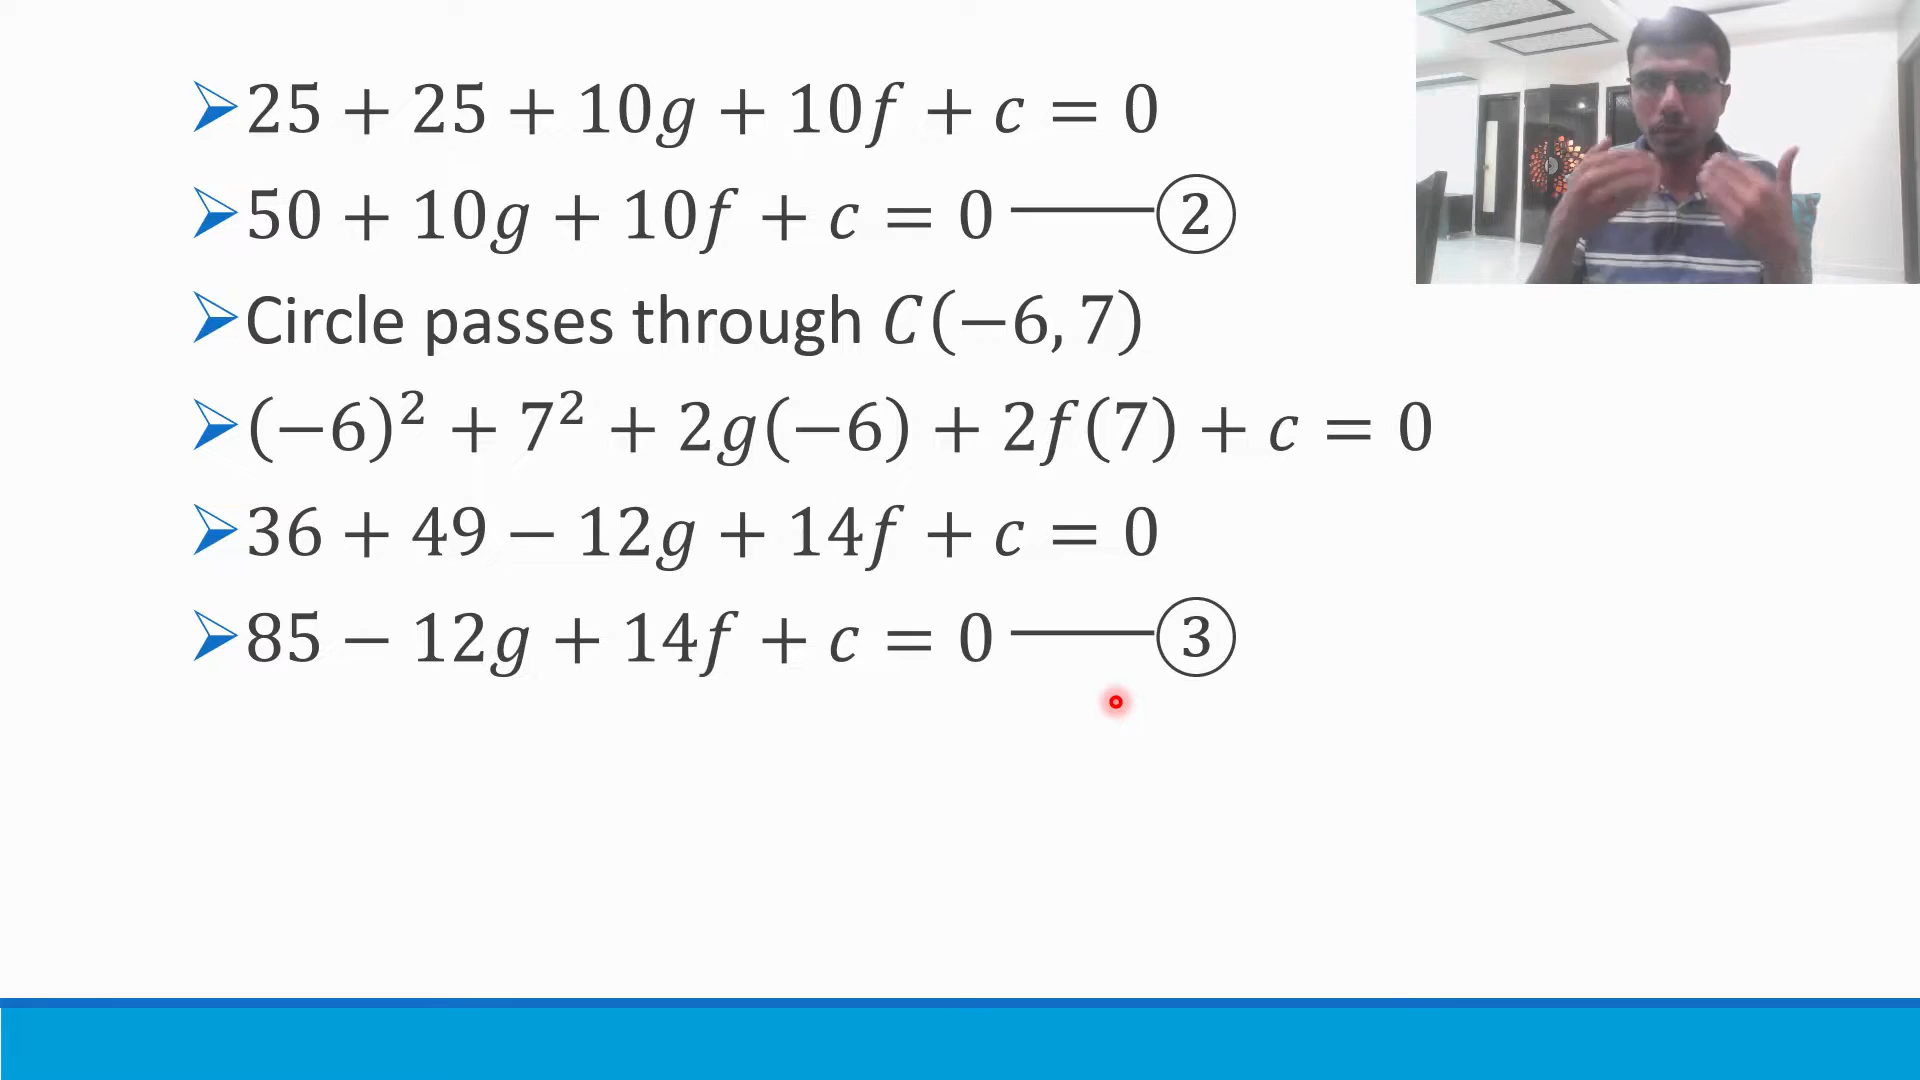 25 + 25 + 10g + 10f + c = 0
50 + 10g + 10f + c = 0 —— ②
Circle passes through C(−6, 7)
(−6)² + 7² + 2g(−6) + 2f(7) + c = 0
36 + 49 − 12g + 14f + c = 0
85 − 12g + 14f + c = 0 —— ③